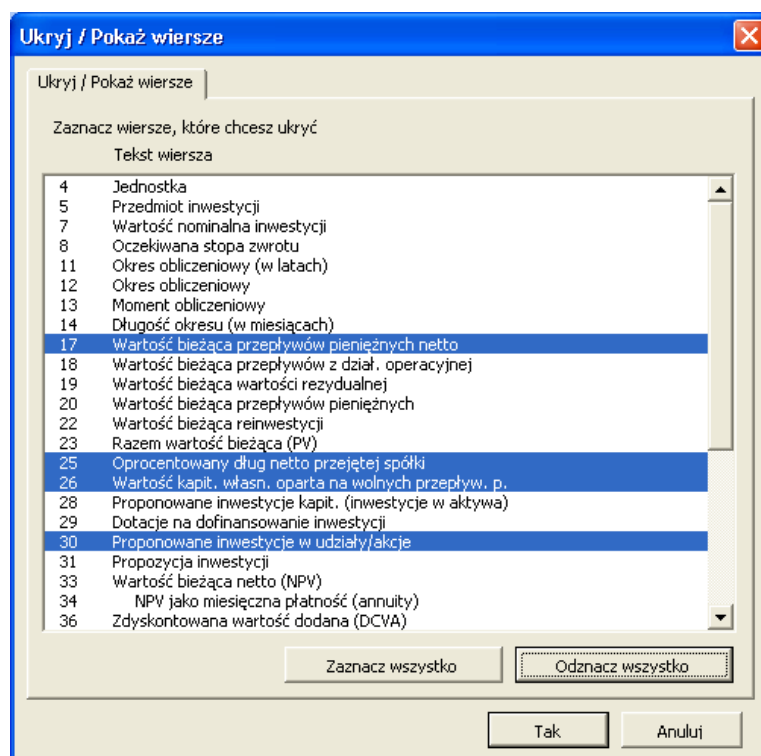 Ukryj / Pokaż wiersze
Ukryj / Pokaż wiersze
Zaznacz wiersze, które chcesz ukryć
Tekst wiersza
4 Jednostka
5 Przedmiot inwestycji
7 Wartość nominalna inwestycji
8 Oczekiwana stopa zwrotu
11 Okres obliczeniowy (w latach)
12 Okres obliczeniowy
13 Moment obliczeniowy
14 Długość okresu (w miesiącach)
17 Wartość bieżąca przepływów pieniężnych netto
18 Wartość bieżąca przepływów z dział. operacyjnej
19 Wartość bieżąca wartości rezydualnej
20 Wartość bieżąca przepływów pieniężnych
22 Wartość bieżąca reinwestycji
23 Razem wartość bieżąca (PV)
25 Oprocentowany dług netto przejętej spółki
26 Wartość kapit. własn. oparta na wolnych przepływ. p.
28 Proponowane inwestycje kapit. (inwestycje w aktywa)
29 Dotacje na dofinansowanie inwestycji
30 Proponowane inwestycje w udziały/akcje
31 Propozycja inwestycji
33 Wartość bieżąca netto (NPV)
34 NPV jako miesięczna płatność (annuity)
36 Zdyskontowana wartość dodana (DCVA)
Zaznacz wszystko Odznacz wszystko
Tak Anuluj